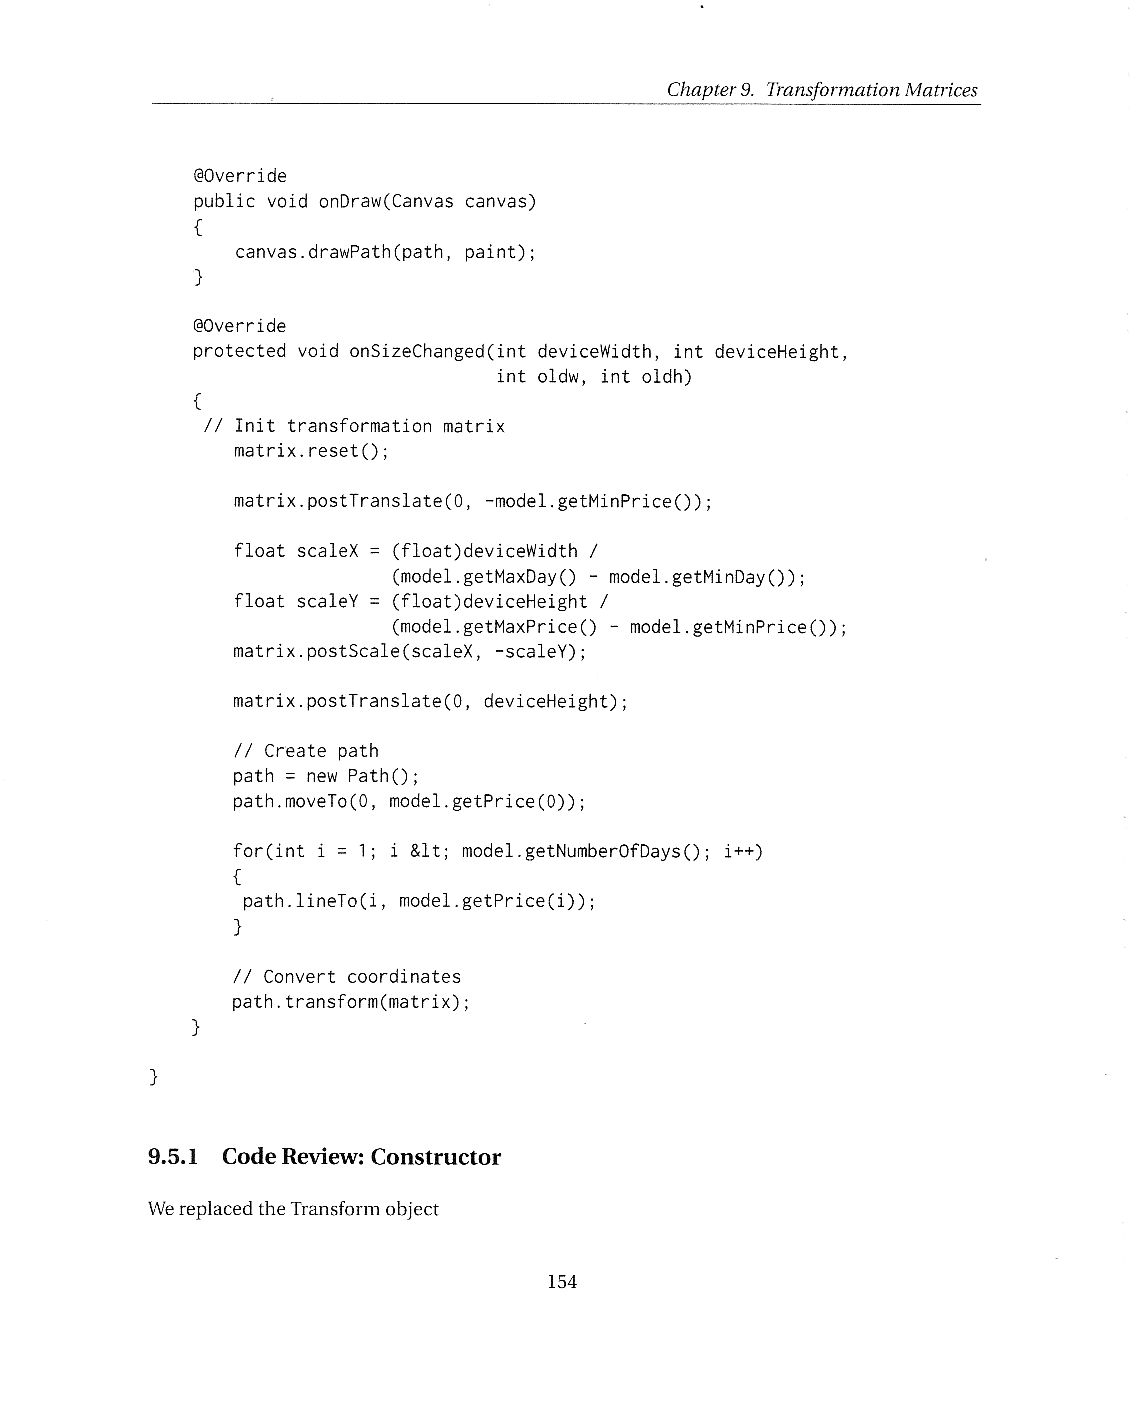 Chapter 9. Transformation Matrices
@Override
public void onDraw(Canvas canvas)
{
canvas.drawPath(path, paint);
}
@Override
protected void onSizeChanged(int deviceWidth, int deviceHeight,
int oldw, int oldh)
{
// Init transformation matrix
matrix.reset();
matrix.postTranslate(0, -model.getMinPrice());
float scaleX = (float)deviceWidth /
(model.getMaxDay() - model.getMinDay());
float scaleY = (float)deviceHeight /
(model.getMaxPrice() - model.getMinPrice());
matrix.postScale(scaleX, -scaleY);
matrix.postTranslate(0, deviceHeight);
// Create path
path = new Path();
path.moveTo(0, model.getPrice(0));
for(int i = 1; i &lt; model.getNumberOfDays(); i++)
{
path.lineTo(i, model.getPrice(i));
}
// Convert coordinates
path.transform(matrix);
}
}
9.5.1 Code Review: Constructor
We replaced the Transform object
154